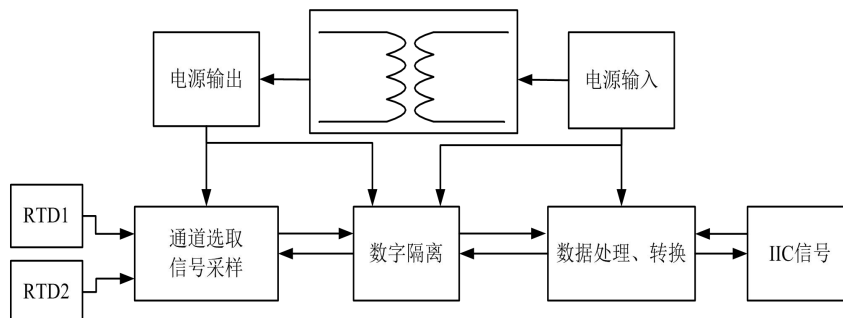 电源输出
电源输入
RTD1
RTD2
通道选取
信号采样
数字隔离
数据处理、转换
IIC信号